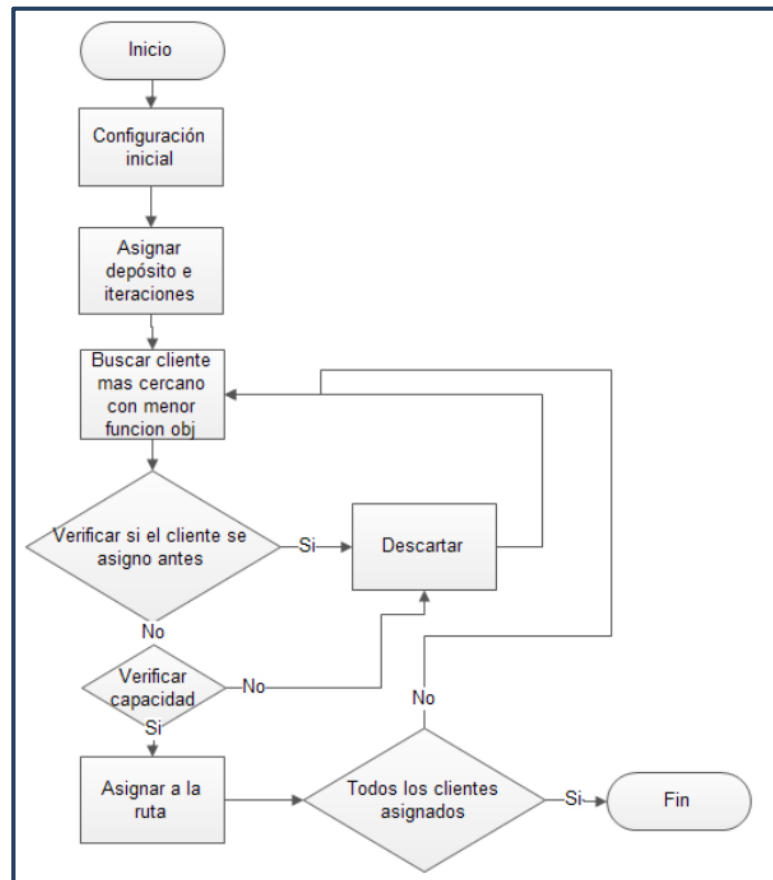 Inicio
Configuración
inicial
Asignar
depósito e
iteraciones
Buscar cliente
mas cercano
con menor
funcion obj
Verificar si el cliente se
asigno antes
Si
Descartar
No
Verificar
capacidad
No
Si
Asignar a la
ruta
No
Todos los clientes
asignados
Si
Fin